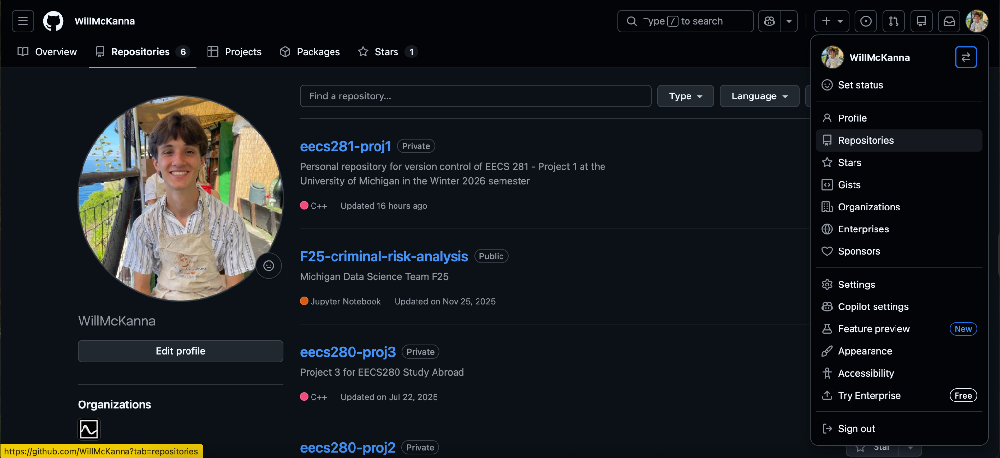 WillMcKanna
Type / to search
Overview
Repositories 6
Projects
Packages
Stars 1
Find a repository...
Type
Language
eecs281-proj1 Private
Personal repository for version control of EECS 281 - Project 1 at the
University of Michigan in the Winter 2026 semester
C++ Updated 16 hours ago
F25-criminal-risk-analysis Public
Michigan Data Science Team F25
Jupyter Notebook Updated on Nov 25, 2025
eecs280-proj3 Private
Project 3 for EECS280 Study Abroad
C++ Updated on Jul 22, 2025
eecs280-proj2 Private
Star
WillMcKanna
Edit profile
Organizations
https://github.com/WillMcKanna?tab=repositories
WillMcKanna
Set status
Profile
Repositories
Stars
Gists
Organizations
Enterprises
Sponsors
Settings
Copilot settings
Feature preview New
Appearance
Accessibility
Try Enterprise Free
Sign out